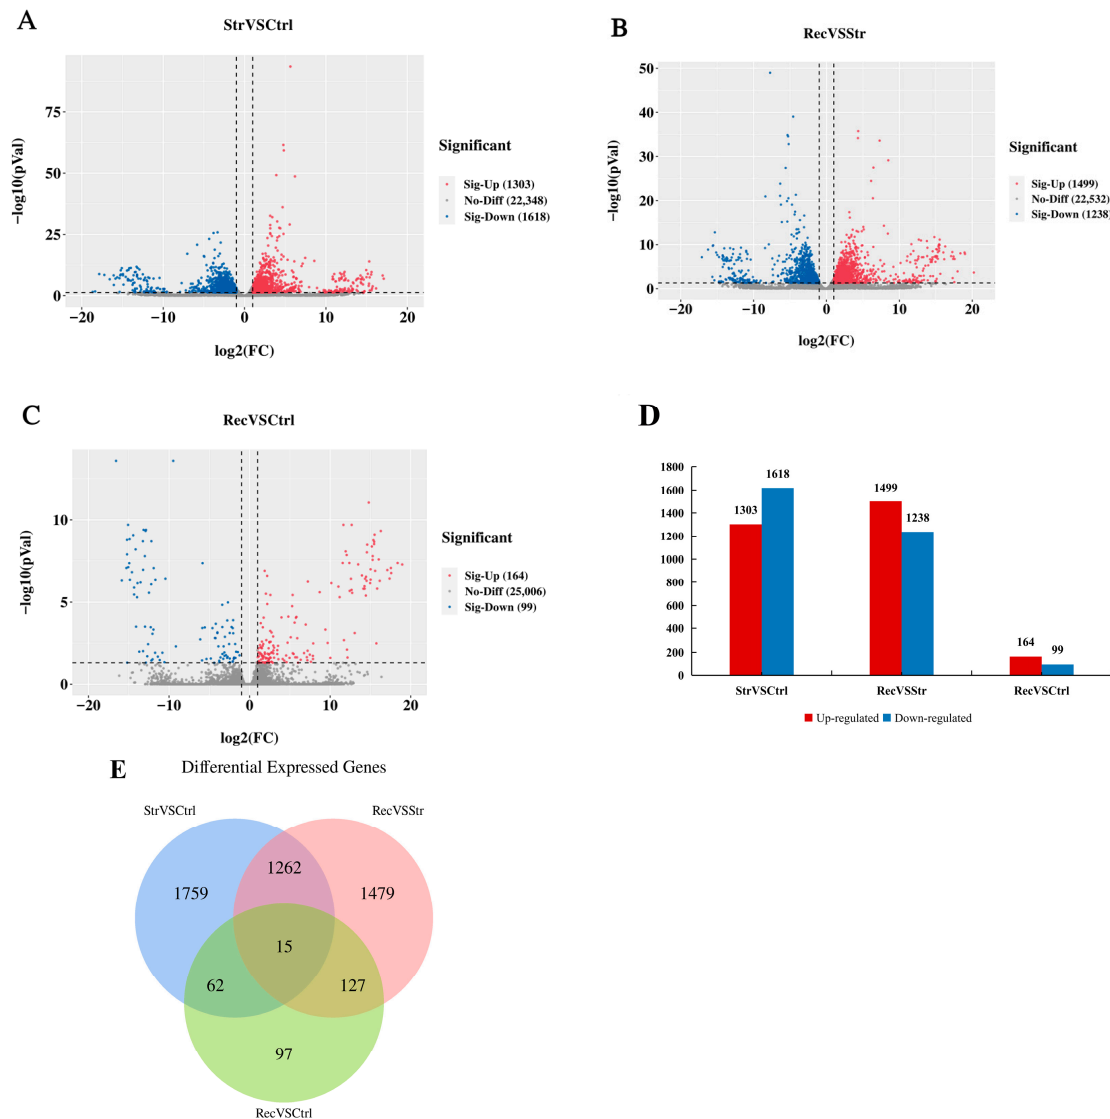 A
StrVSCtrl
−log10(pVal)
75
50
25
0
−20
−10
0
10
20
log2(FC)
Significant
Sig-Up (1303)
No-Diff (22,348)
Sig-Down (1618)
B
RecVSStr
−log10(pVal)
50
40
30
20
10
0
−20
−10
0
10
20
log2(FC)
Significant
Sig-Up (1499)
No-Diff (22,532)
Sig-Down (1238)
C
RecVSCtrl
−log10(pVal)
10
5
0
−20
−10
0
10
20
log2(FC)
Significant
Sig-Up (164)
No-Diff (25,006)
Sig-Down (99)
D
1800
1600
1400
1200
1000
800
600
400
200
0
1303
1618
1499
1238
164
99
StrVSCtrl
RecVSStr
RecVSCtrl
Up-regulated
Down-regulated
E
Differential Expressed Genes
StrVSCtrl
RecVSStr
1262
1759
1479
15
62
127
97
RecVSCtrl